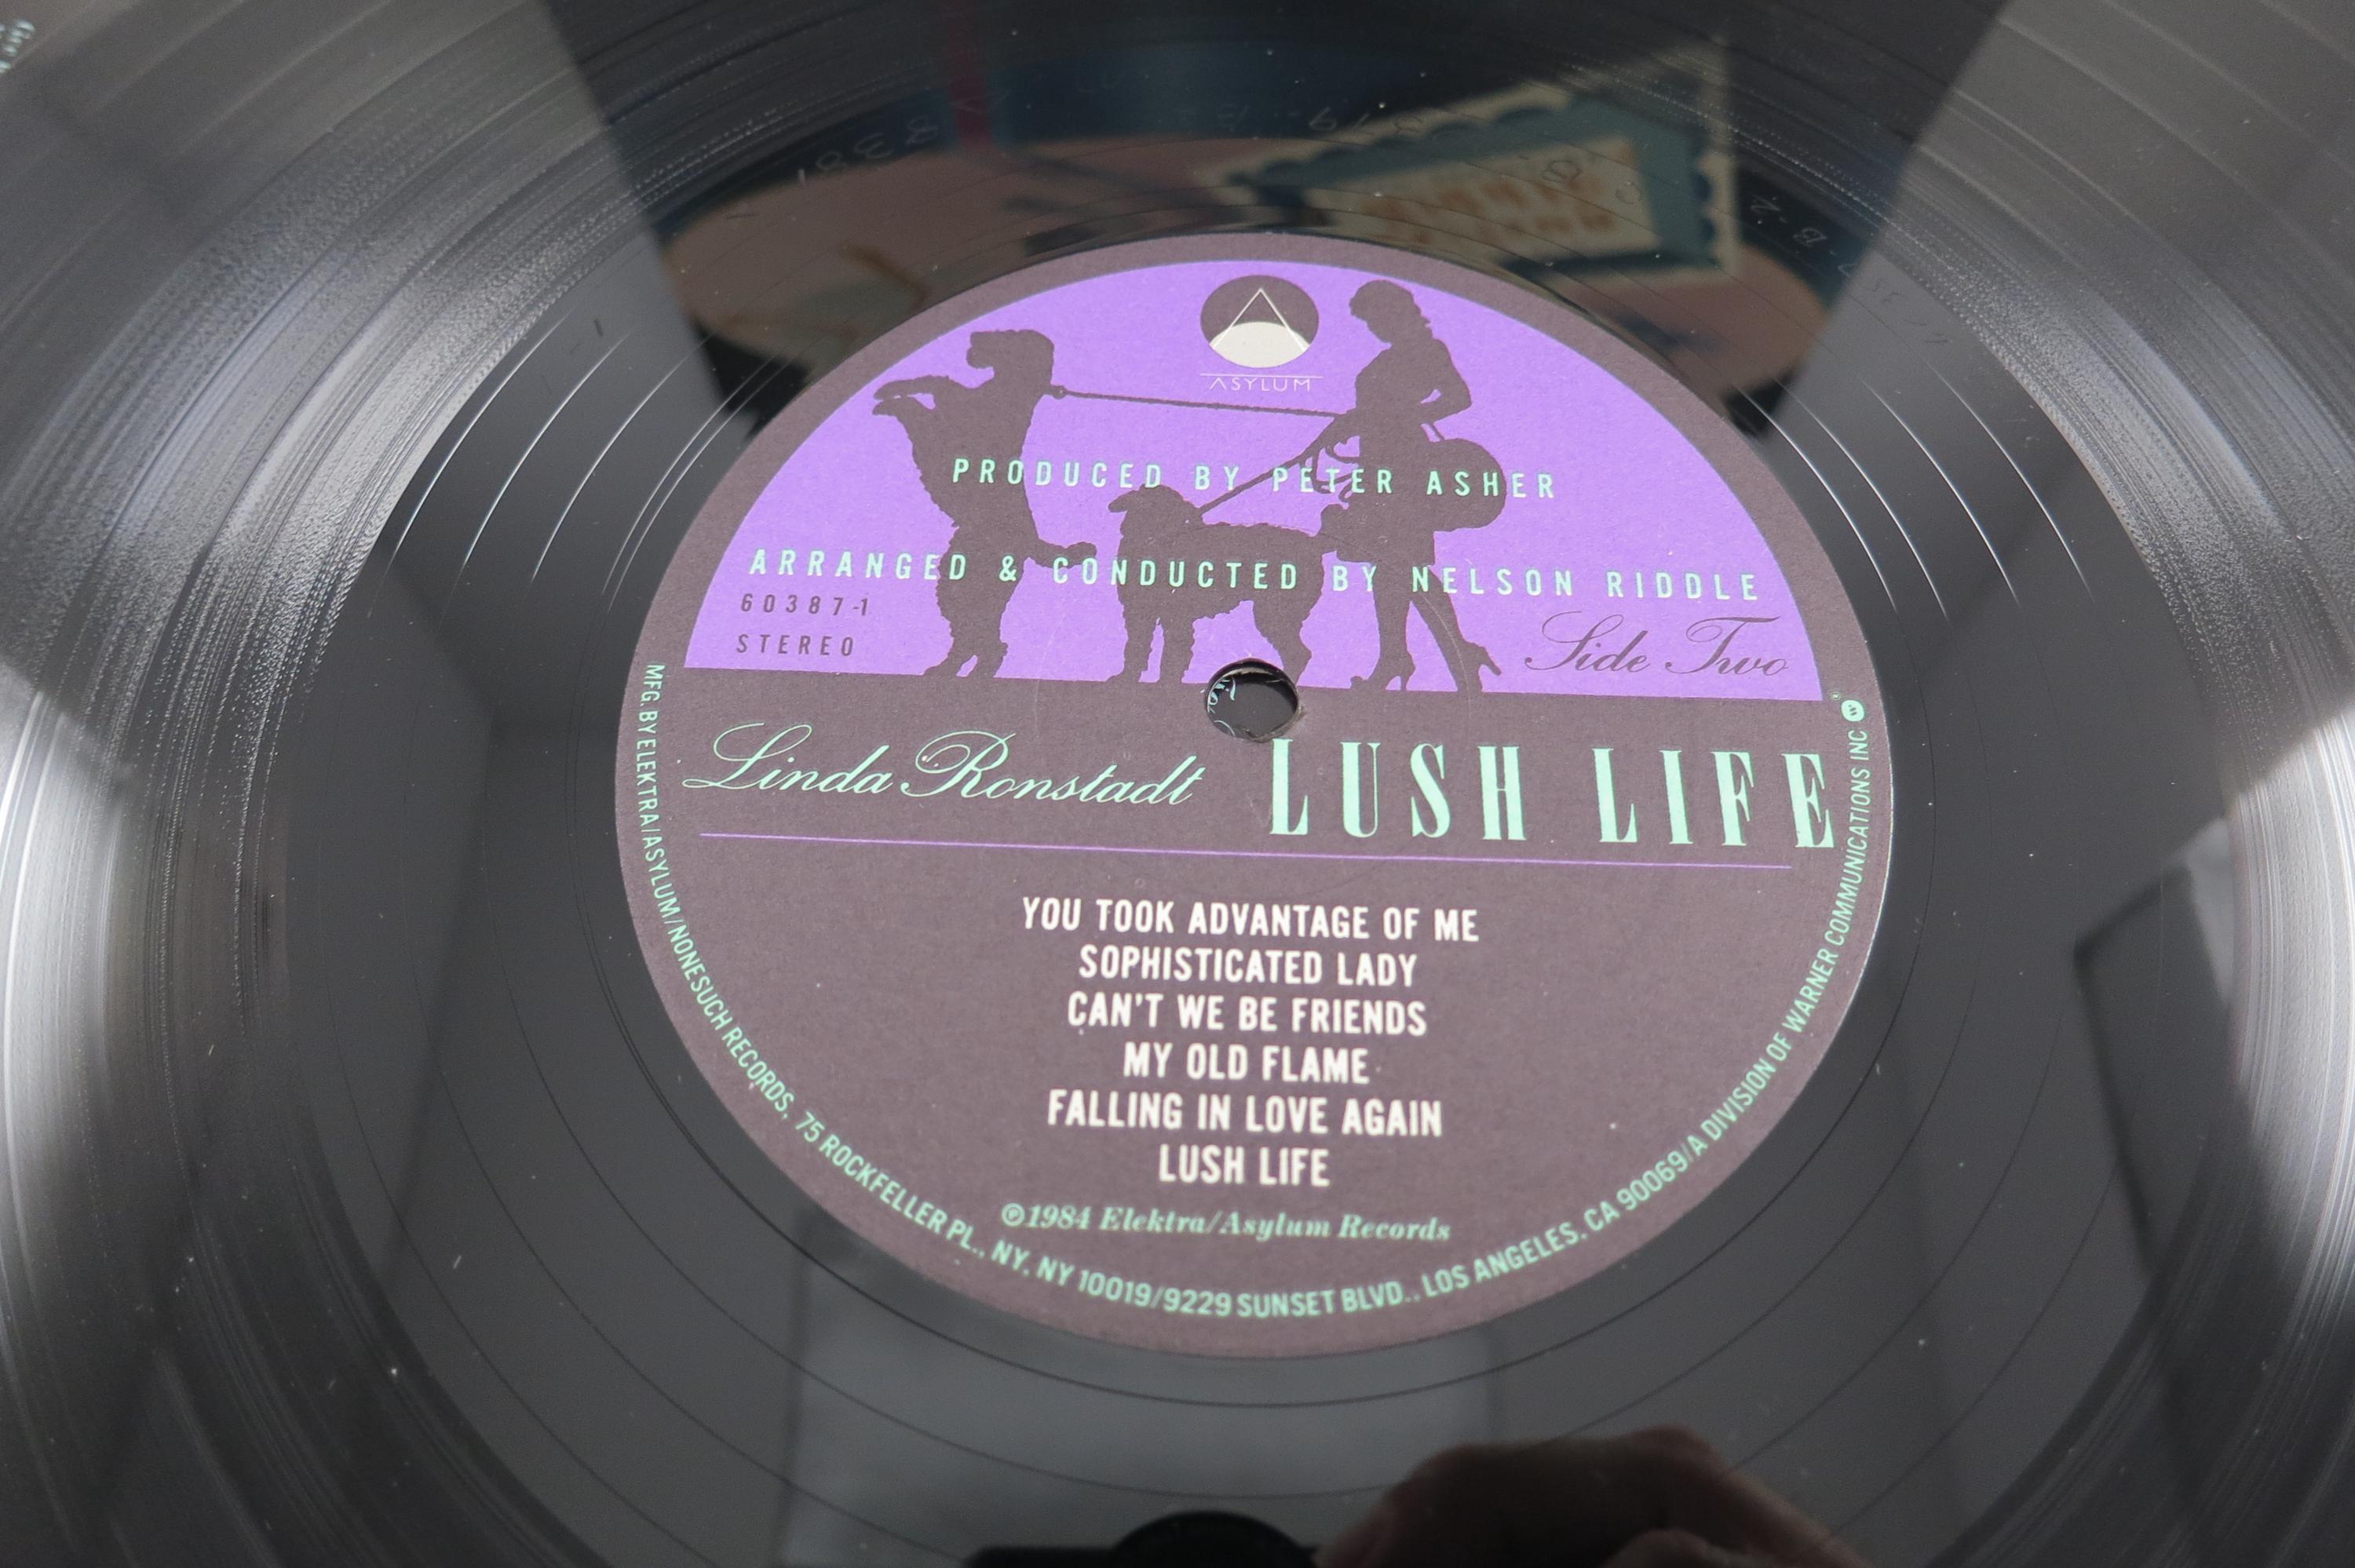 ASYLUM
PRODUCED BY PETER ASHER
ARRANGED & CONDUCTED BY NELSON RIDDLE
60387-1
STEREO
Side Two
Linda Ronstadt LUSH LIFE
YOU TOOK ADVANTAGE OF ME
SOPHISTICATED LADY
CAN'T WE BE FRIENDS
MY OLD FLAME
FALLING IN LOVE AGAIN
LUSH LIFE
℗1984 Elektra/Asylum Records
MFG. BY ELEKTRA/ASYLUM/NONESUCH RECORDS, 75 ROCKFELLER PL., NY, NY 10019/9229 SUNSET BLVD., LOS ANGELES, CA 90069/A DIVISION OF WARNER COMMUNICATIONS INC